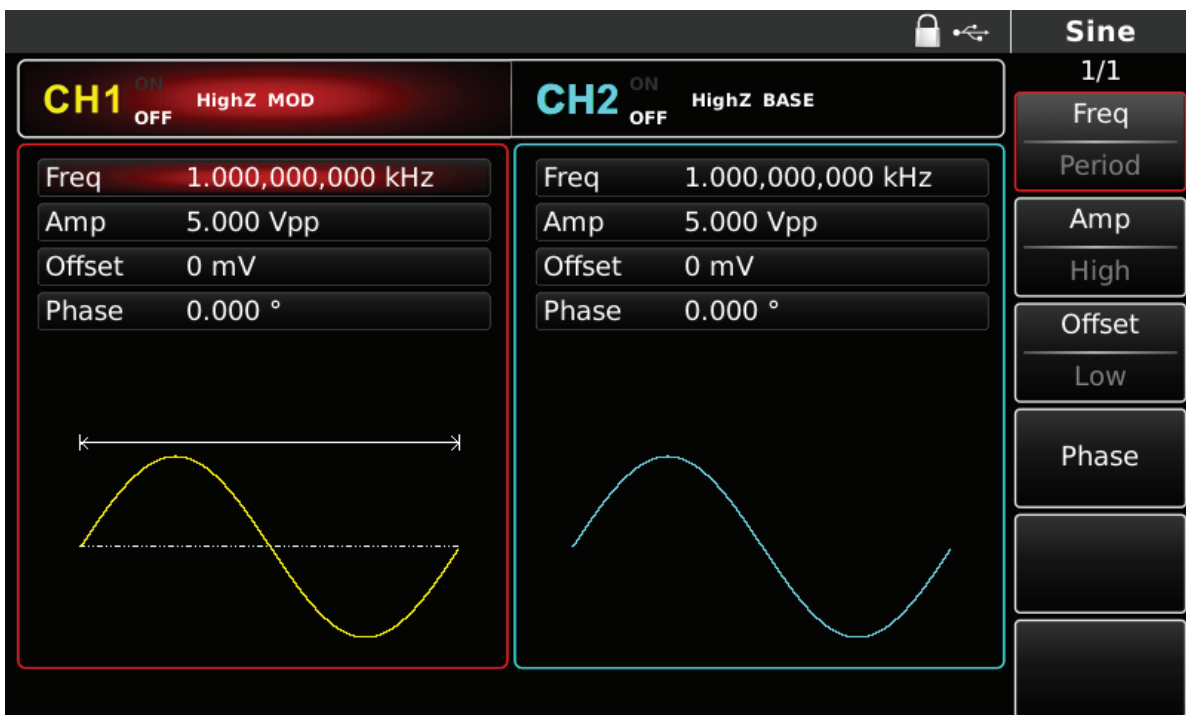 Sine
1/1
CH1 ON OFF HighZ MOD
CH2 ON OFF HighZ BASE
Freq 1.000,000,000 kHz
Amp 5.000 Vpp
Offset 0 mV
Phase 0.000 °
Freq 1.000,000,000 kHz
Amp 5.000 Vpp
Offset 0 mV
Phase 0.000 °
Freq
Period
Amp
High
Offset
Low
Phase